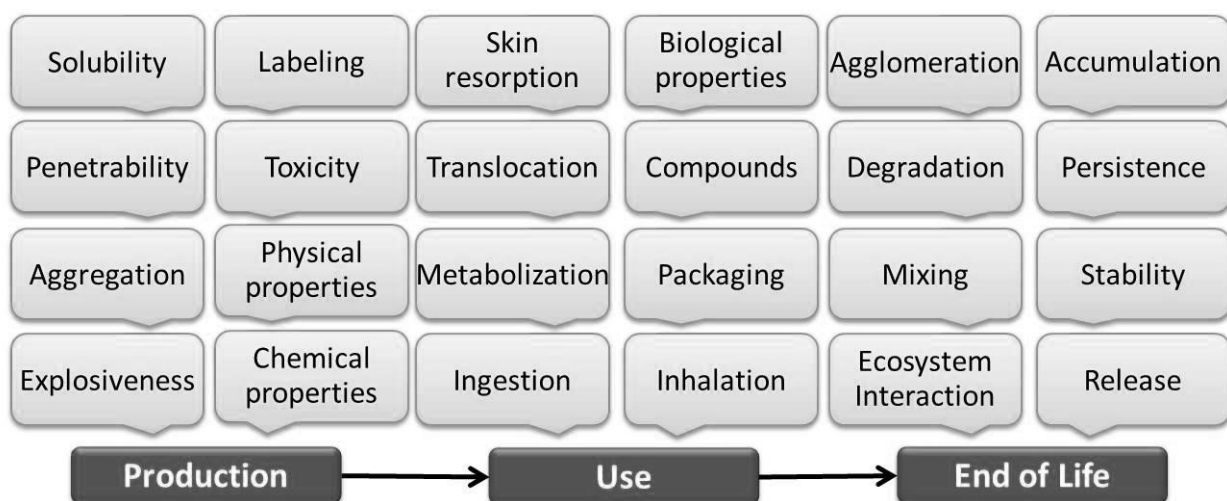 Solubility
Labeling
Skin
resorption
Biological
properties
Agglomeration
Accumulation
Penetrability
Toxicity
Translocation
Compounds
Degradation
Persistence
Aggregation
Physical
properties
Metabolization
Packaging
Mixing
Stability
Explosiveness
Chemical
properties
Ingestion
Inhalation
Ecosystem
Interaction
Release
Production
Use
End of Life